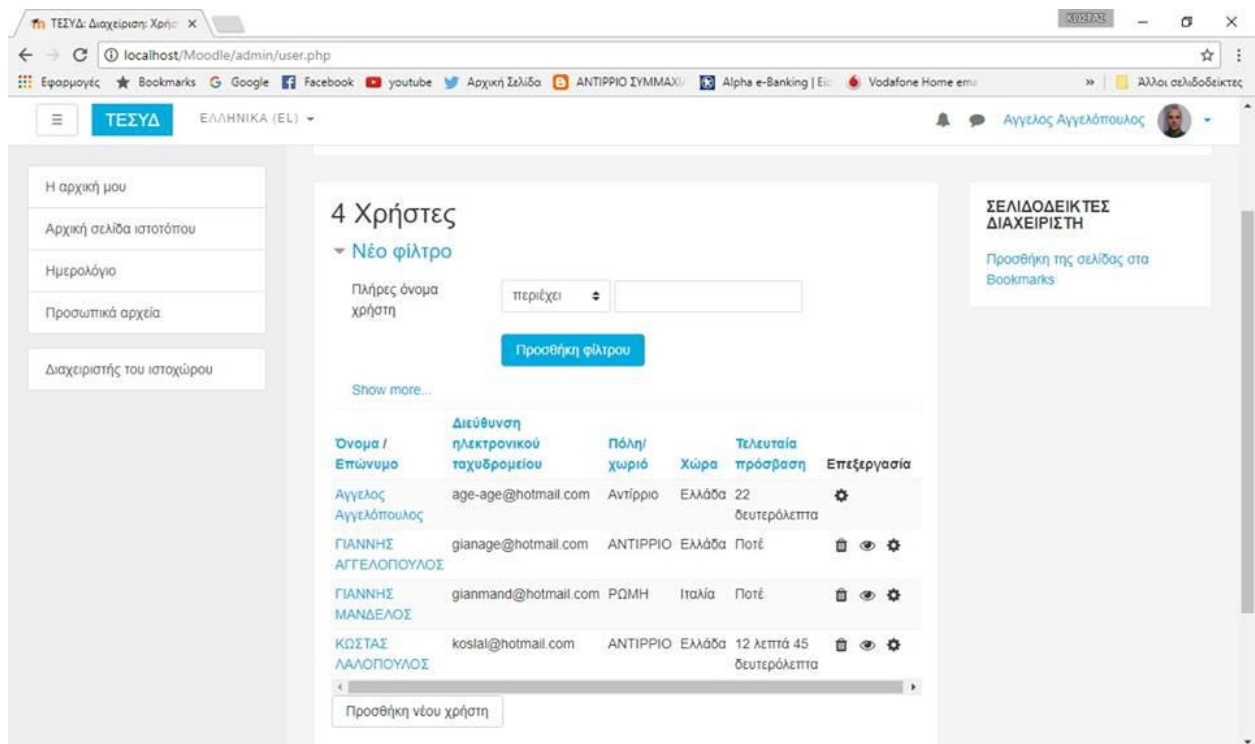 ΤΕΣΥΔ: Διαχείριση: Χρήσ
ΚΩΣΤΑΣ
localhost/Moodle/admin/user.php
Εφαρμογές Bookmarks Google Facebook youtube Αρχική Σελίδα ΑΝΤΙΡΡΙΟ ΣΥΜΜΑΧΙ Alpha e-Banking | Εισ Vodafone Home ema » Άλλοι σελιδοδείκτες
ΤΕΣΥΔ ΕΛΛΗΝΙΚΆ (EL) Αγγελος Αγγελόπουλος
Η αρχική μου
Αρχική σελίδα ιστοτόπου
Ημερολόγιο
Προσωπικά αρχεία
Διαχειριστής του ιστοχώρου
4 Χρήστες
Νέο φίλτρο
Πλήρες όνομα
χρήστη
περιέχει
Προσθήκη φίλτρου
Show more...
Όνομα /
Επώνυμο
Διεύθυνση
ηλεκτρονικού
ταχυδρομείου
Πόλη/
χωριό
Χώρα
Τελευταία
πρόσβαση
Επεξεργασία
Αγγελος
Αγγελόπουλος
age-age@hotmail.com
Αντίρριο
Ελλάδα
22
δευτερόλεπτα
ΓΙΑΝΝΗΣ
ΑΓΓΕΛΟΠΟΥΛΟΣ
gianage@hotmail.com
ΑΝΤΙΡΡΙΟ
Ελλάδα
Ποτέ
ΓΙΑΝΝΗΣ
ΜΑΝΔΕΛΟΣ
gianmand@hotmail.com
ΡΩΜΗ
Ιταλία
Ποτέ
ΚΩΣΤΑΣ
ΛΑΛΟΠΟΥΛΟΣ
koslal@hotmail.com
ΑΝΤΙΡΡΙΟ
Ελλάδα
12 λεπτά 45
δευτερόλεπτα
Προσθήκη νέου χρήστη
ΣΕΛΙΔΟΔΕΙΚΤΕΣ
ΔΙΑΧΕΙΡΙΣΤΗ
Προσθήκη της σελίδας στα
Bookmarks